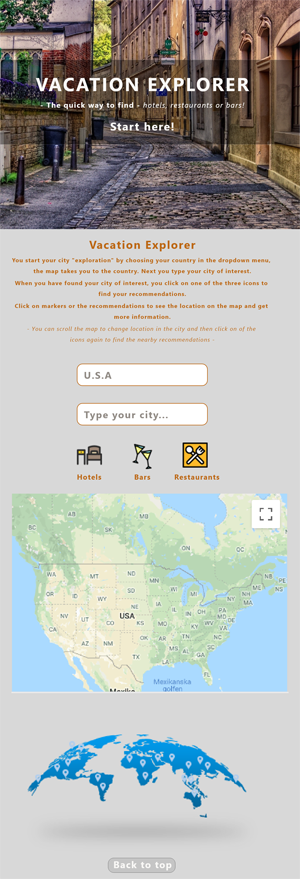 VACATION EXPLORER
- The quick way to find - hotels, restaurants or bars!
Start here!
Vacation Explorer
You start your city "exploration" by choosing your country in the dropdown menu,
the map takes you to the country. Next you type your city of interest.
When you have found your city of interest, you click on one of the three icons to
find your recommendations.
Click on markers or the recommendations to see the location on the map and get
more information.
- You can scroll the map to change location in the city and then click on of the
icons again to find the nearby recommendations -
U.S.A
Type your city...
Hotels Bars Restaurants
AB MB
BC SK
ON QC
NB PE
NS
WA MT ND MN
OR ID SD WI MI
WY NE IA
NV UT CO USA
CA AZ NM
OK AR TN NC
MS AL SC
TX LA GA
FL
IL IN OH PA
KS MO KY WV VA
NY VT NH ME
MA
Mexikanska
golfen
Mexiko
Back to top